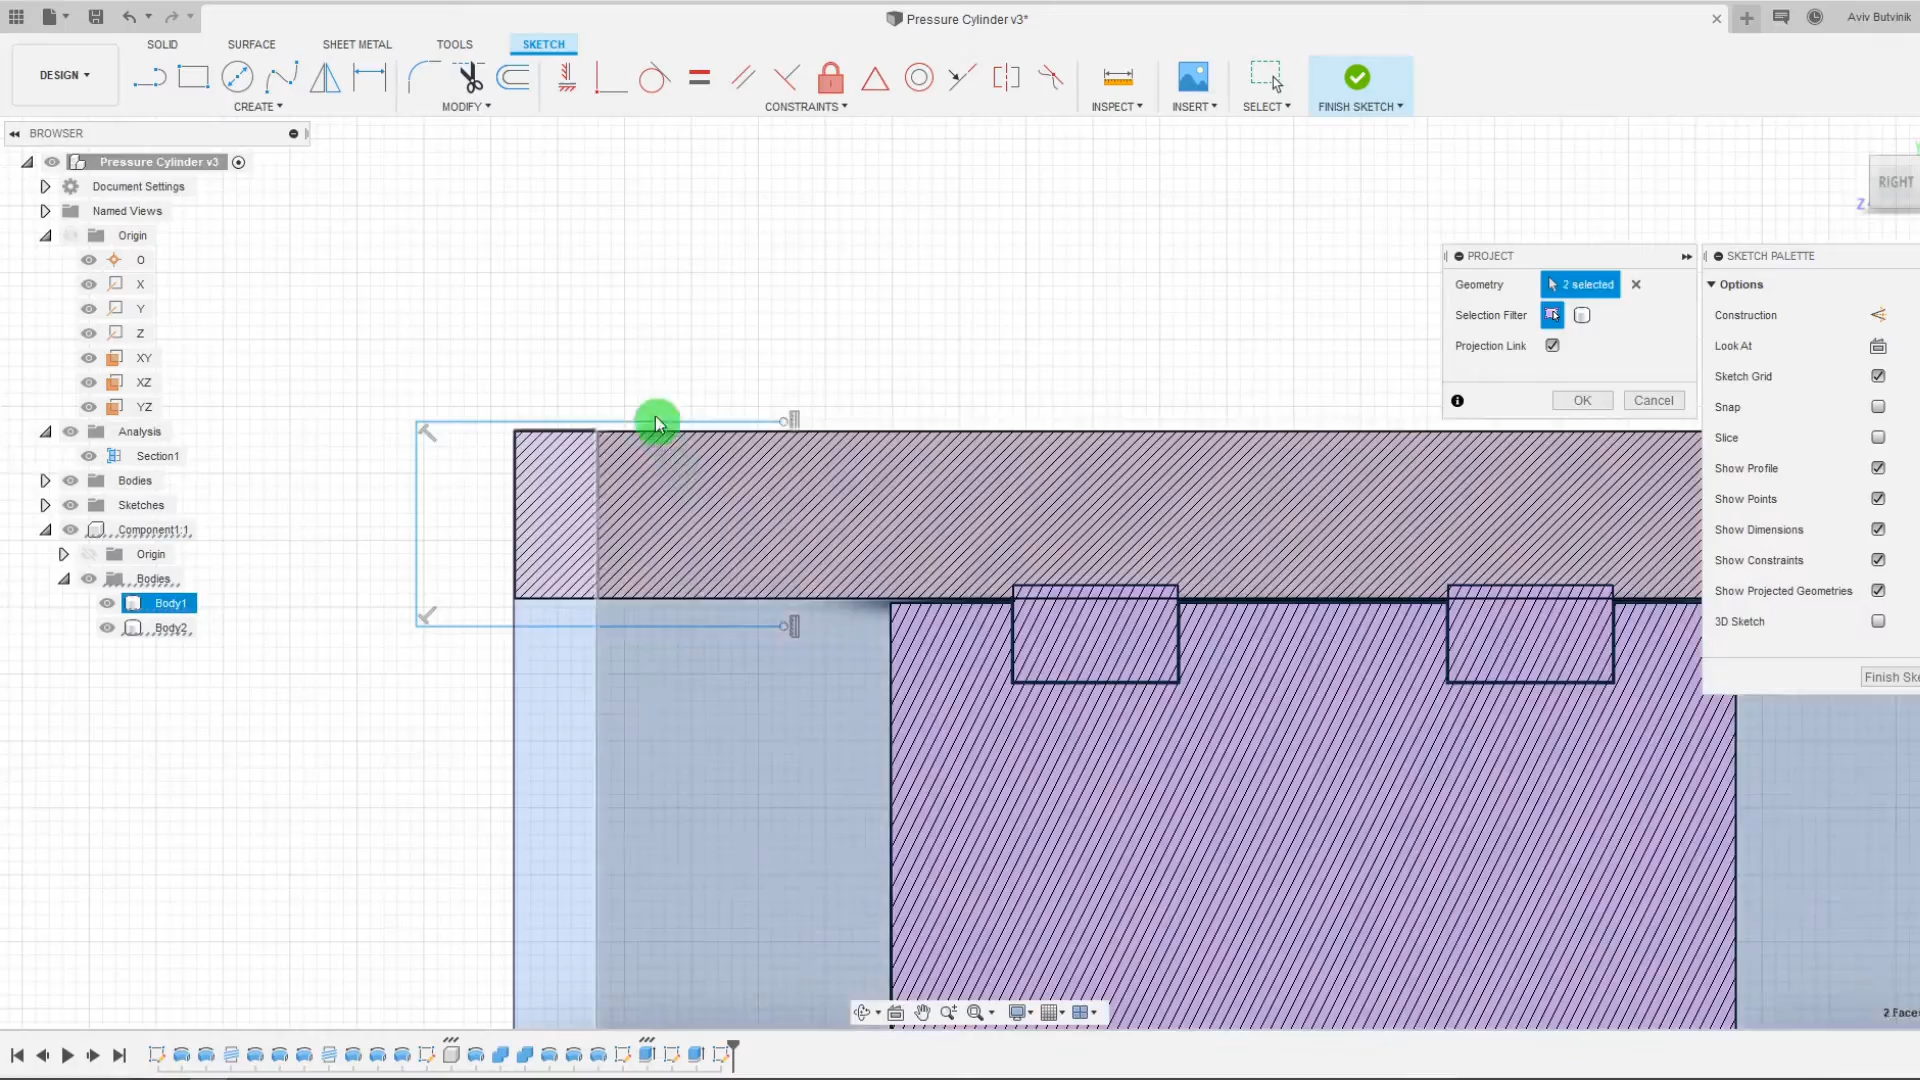 Pressure Cylinder v3*
Aviv Butvinik
SOLID
SURFACE
SHEET METAL
TOOLS
SKETCH
DESIGN
CREATE
MODIFY
CONSTRAINTS
INSPECT
INSERT
SELECT
FINISH SKETCH
BROWSER
Pressure Cylinder v3
Document Settings
Named Views
Origin
O
X
Y
Z
XY
XZ
YZ
Analysis
Section1
Bodies
Sketches
Component1:1
Origin
Bodies
Body1
Body2
RIGHT
Z
PROJECT
Geometry
2 selected
Selection Filter
Projection Link
OK
Cancel
SKETCH PALETTE
Options
Construction
Look At
Sketch Grid
Snap
Slice
Show Profile
Show Points
Show Dimensions
Show Constraints
Show Projected Geometries
3D Sketch
Finish Ske
2 Face